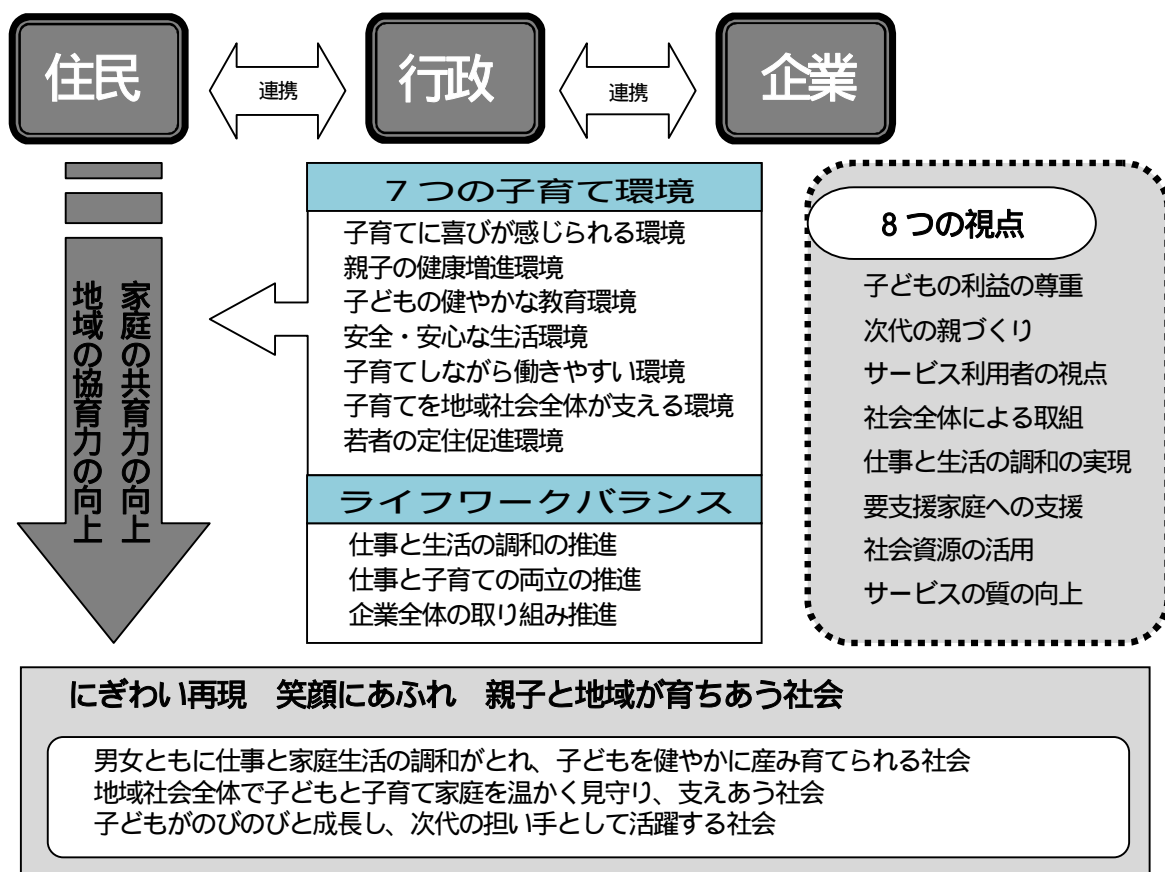 住民
連携
行政
連携
企業
7つの子育て環境
子育てに喜びが感じられる環境
親子の健康増進環境
子どもの健やかな教育環境
安全・安心な生活環境
子育てしながら働きやすい環境
子育てを地域社会全体が支える環境
若者の定住促進環境
ライフワークバランス
仕事と生活の調和の推進
仕事と子育ての両立の推進
企業全体の取り組み推進
8つの視点
子どもの利益の尊重
次代の親づくり
サービス利用者の視点
社会全体による取組
仕事と生活の調和の実現
要支援家庭への支援
社会資源の活用
サービスの質の向上
家庭の共育力の向上
地域の協育力の向上
にぎわい再現 笑顔にあふれ 親子と地域が育ちあう社会
男女ともに仕事と家庭生活の調和がとれ、子どもを健やかに産み育てられる社会
地域社会全体で子どもと子育て家庭を温かく見守り、支えあう社会
子どもがのびのびと成長し、次代の担い手として活躍する社会